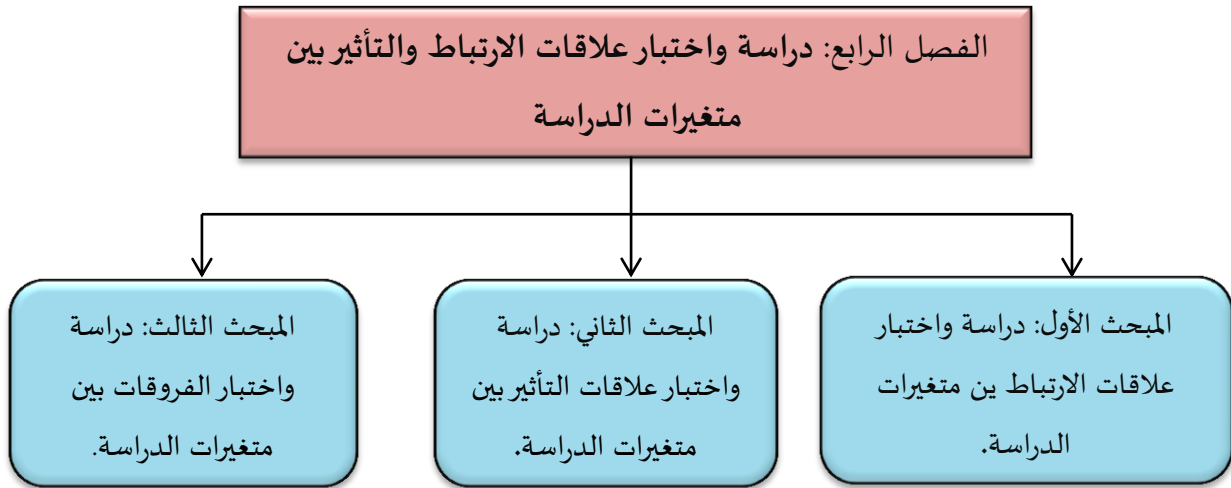 الفصل الرابع: دراسة واختبار علاقات الارتباط والتأثير بين
متغيرات الدراسة
المبحث الأول: دراسة واختبار
علاقات الارتباط ين متغيرات
الدراسة.
المبحث الثاني: دراسة
واختبار علاقات التأثير بين
متغيرات الدراسة.
المبحث الثالث: دراسة
واختبار الفروقات بين
متغيرات الدراسة.